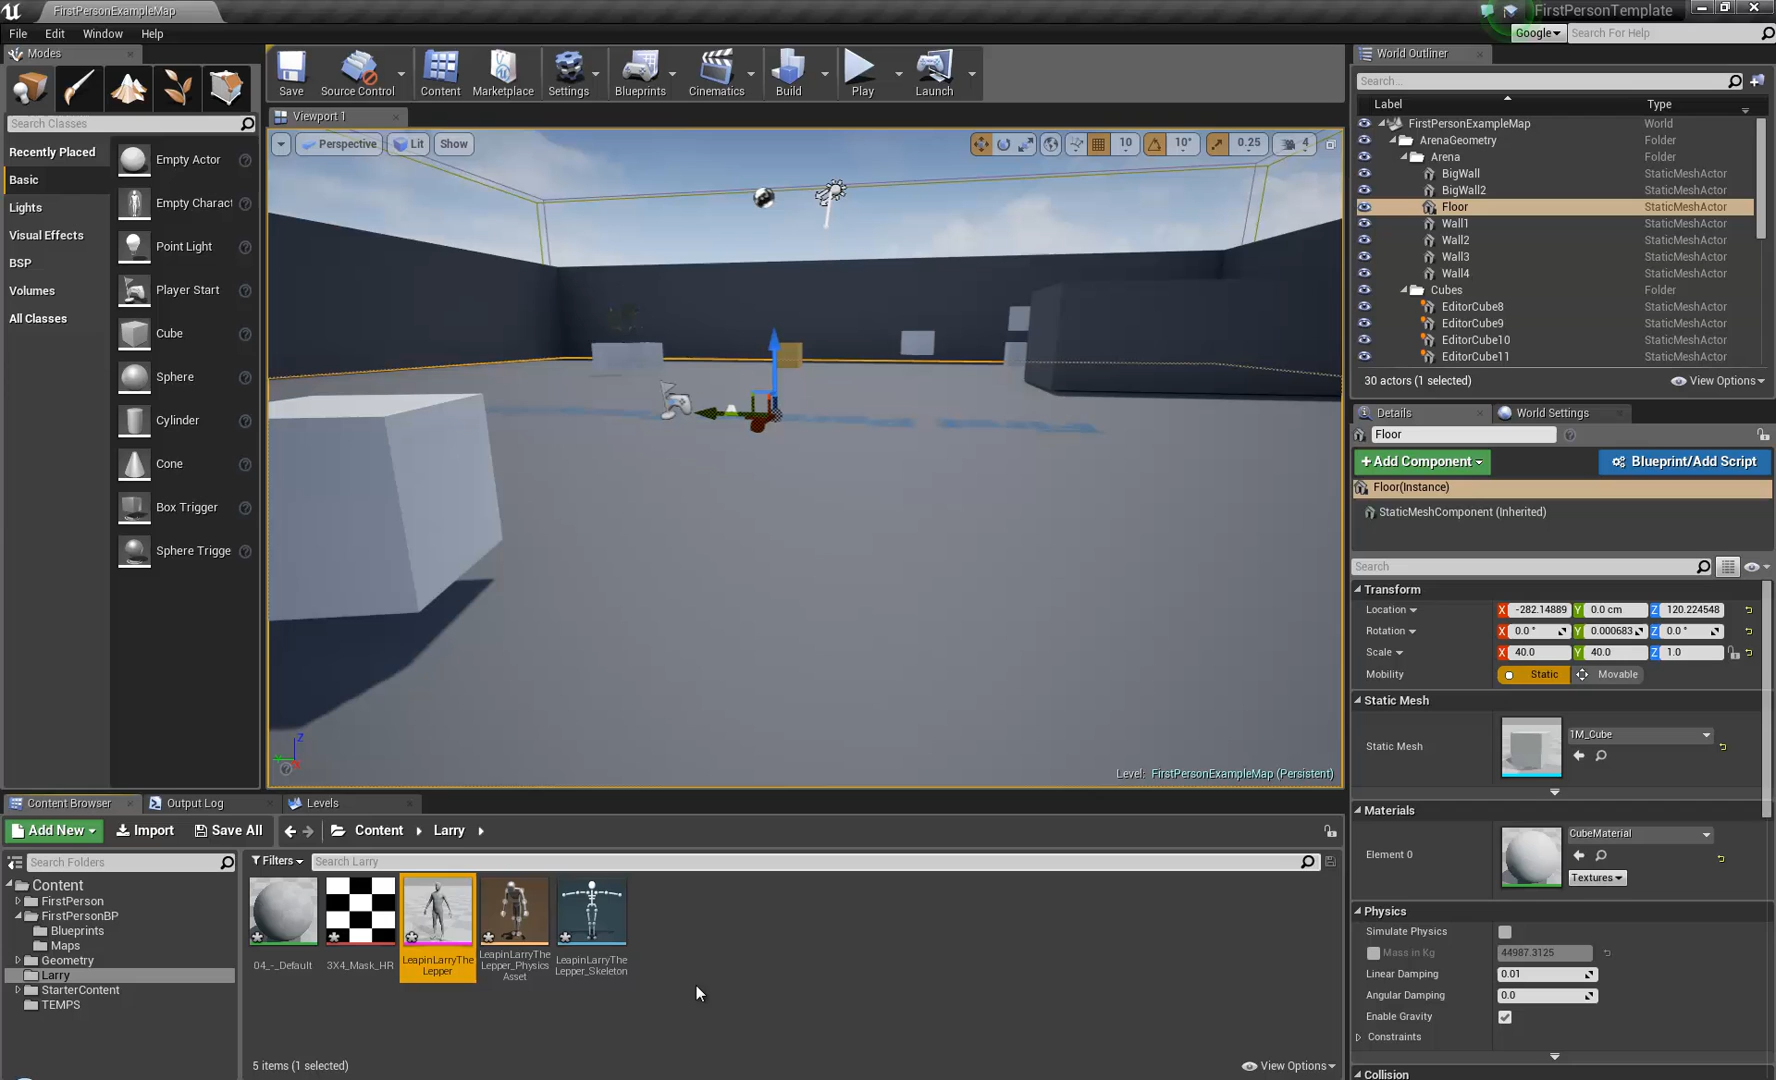 FirstPersonExampleMap
FirstPersonTemplate
File Edit Window Help
Google
Search For Help
Modes
Save
Source Control
Content
Marketplace
Settings
Blueprints
Cinematics
Build
Play
Launch
World Outliner
Search...
Label Type
Search Classes
Viewport 1
Perspective Lit Show
10 10° 0.25 4
Recently Placed
Basic
Lights
Visual Effects
BSP
Volumes
All Classes
Empty Actor
Empty Charact
Point Light
Player Start
Cube
Sphere
Cylinder
Cone
Box Trigger
Sphere Trigge
FirstPersonExampleMap World
ArenaGeometry Folder
Arena Folder
BigWall StaticMeshActor
BigWall2 StaticMeshActor
Floor StaticMeshActor
Wall1 StaticMeshActor
Wall2 StaticMeshActor
Wall3 StaticMeshActor
Wall4 StaticMeshActor
Cubes Folder
EditorCube8 StaticMeshActor
EditorCube9 StaticMeshActor
EditorCube10 StaticMeshActor
EditorCube11 StaticMeshActor
30 actors (1 selected)
View Options
Details
World Settings
Floor
+Add Component
Blueprint/Add Script
Floor(Instance)
StaticMeshComponent (Inherited)
Search
Transform
Location X -282.14889 Y 0.0 cm Z 120.224548
Rotation X 0.0 ° Y 0.000683 Z 0.0 °
Scale X 40.0 Y 40.0 Z 1.0
Mobility Static Movable
Static Mesh
Static Mesh
1M_Cube
Materials
Element 0
CubeMaterial
Textures
Physics
Simulate Physics
Mass in Kg 44987.3125
Linear Damping 0.01
Angular Damping 0.0
Enable Gravity
Constraints
Collision
Z
Level: FirstPersonExampleMap (Persistent)
Content Browser
Output Log
Levels
Add New
Import
Save All
Content
Larry
Search Folders
Filters
Search Larry
Content
FirstPerson
FirstPersonBP
Blueprints
Maps
Geometry
Larry
StarterContent
TEMPS
04_-_Default
3X4_Mask_HR
LeapinLarryThe
Lepper
LeapinLarryThe
Lepper_Physics
Asset
LeapinLarryThe
Lepper_Skeleton
5 items (1 selected)
View Options